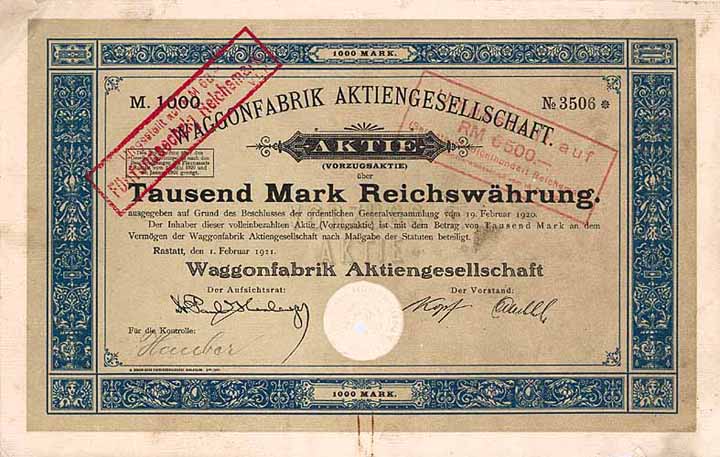 1000 MARK.
M. 1000
№ 3506 *
WAGGONFABRIK AKTIENGESELLSCHAFT.
AKTIE
(VORZUGSAKTIE)
über
Tausend Mark Reichswährung.
ausgegeben auf Grund des Beschlusses der ordentlichen Generalversammlung vom 19. Februar 1920.
Der Inhaber dieser volleinbezahlten Aktie (Vorzugsaktie) ist mit dem Betrag von Tausend Mark an dem
Vermögen der Waggonfabrik Aktiengesellschaft nach Maßgabe der Statuten beteiligt.
Rastatt, den 1. Februar 1921.
Waggonfabrik Aktiengesellschaft
Der Aufsichtsrat:
Der Vorstand:
Kopf
Für die Kontrolle:
Hauber
1000 MARK.
auf
RM
Reichsmark